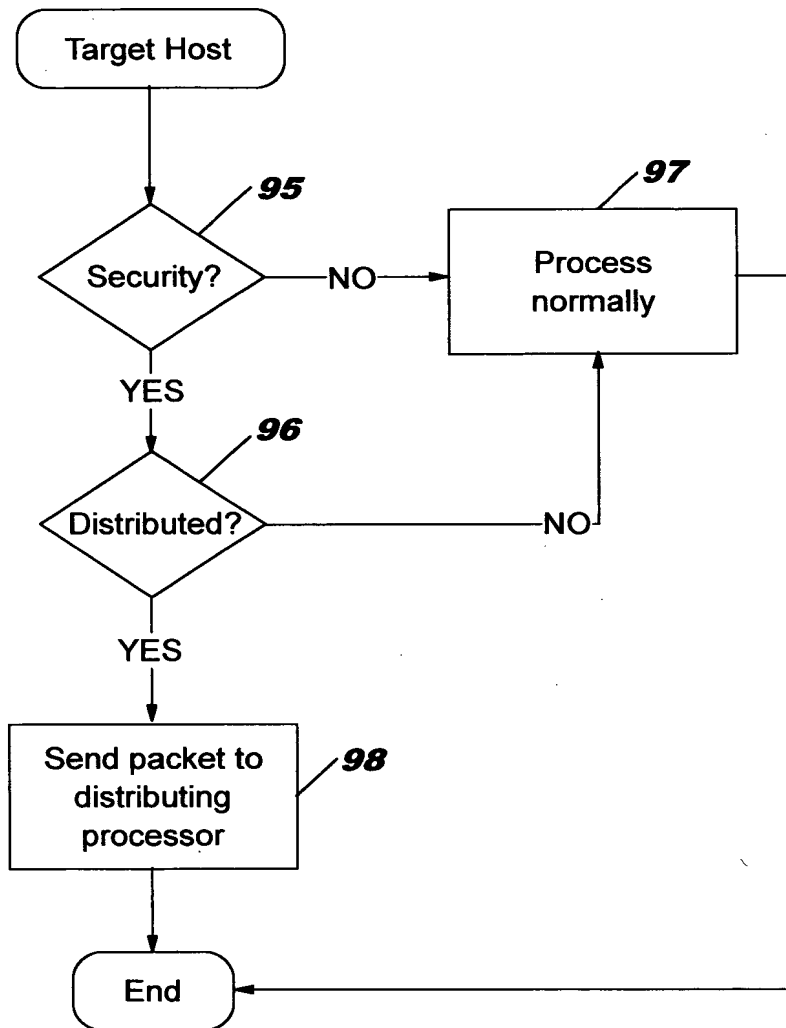 Target Host
95
Security?
NO
97
Process
normally
YES
96
Distributed?
NO
YES
Send packet to
distributing
processor
98
End